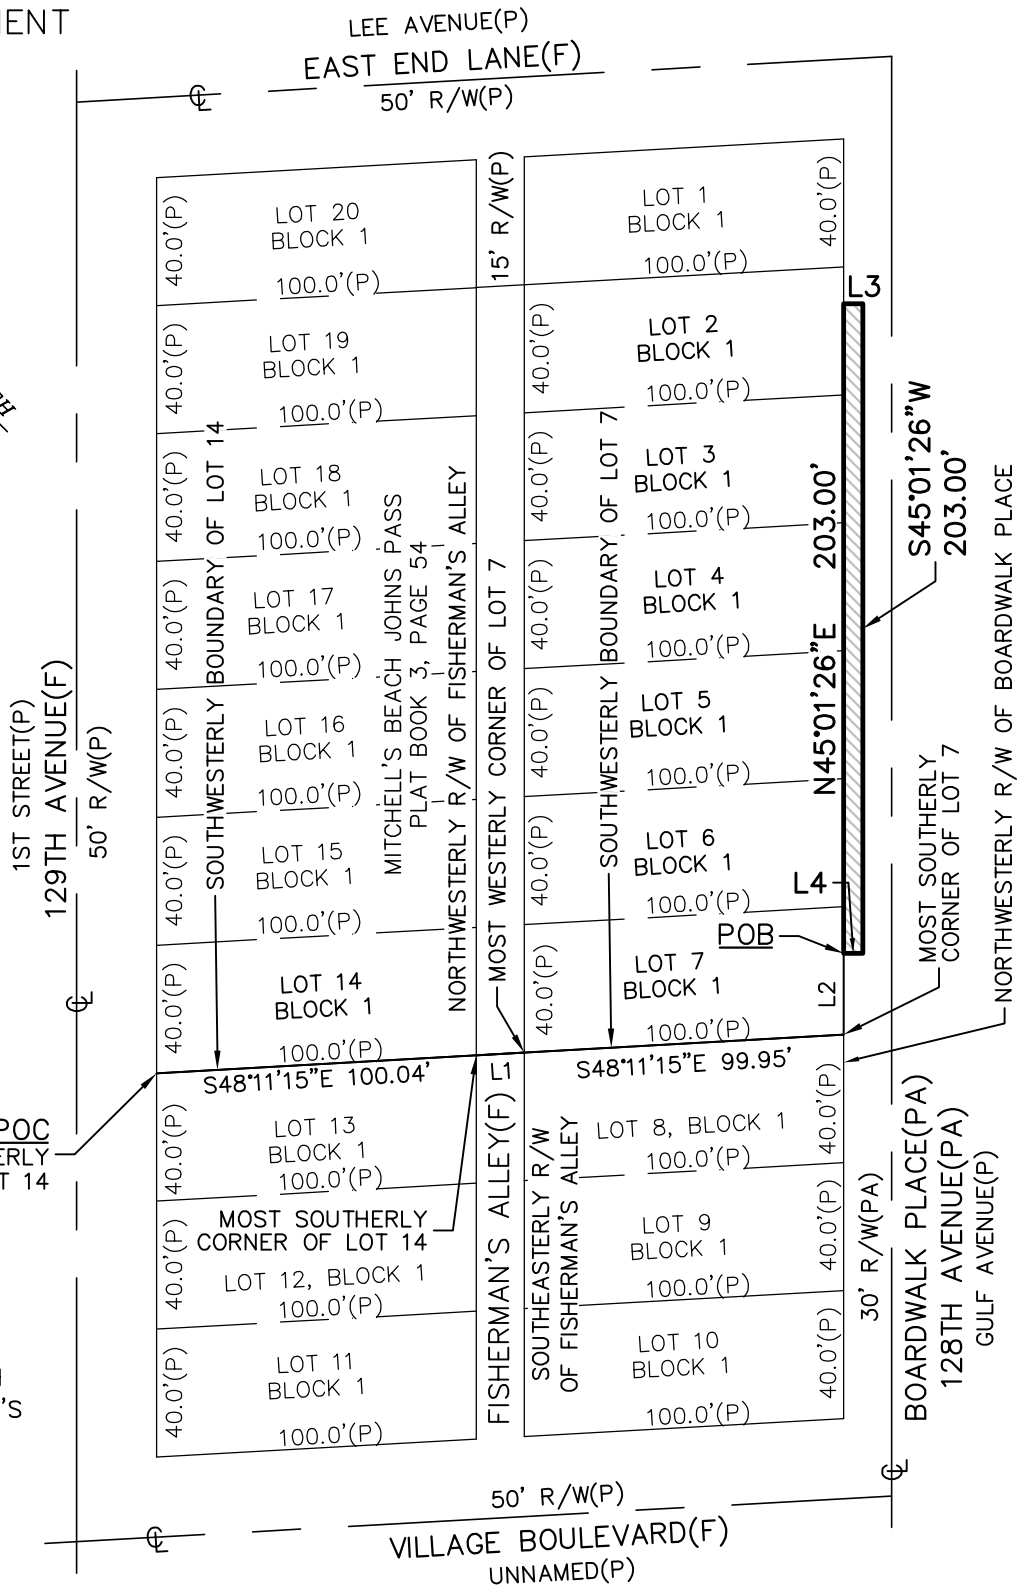 LEE AVENUE(P)
EAST END LANE(F)
50' R/W(P)
15' R/W(P)
40.0'(P)
LOT 20
BLOCK 1
100.0'(P)
LOT 1
BLOCK 1
100.0'(P)
40.0'(P)
L3
40.0'(P)
LOT 19
BLOCK 1
100.0'(P)
40.0'(P)
LOT 2
BLOCK 1
100.0'(P)
40.0'(P)
LOT 18
BLOCK 1
100.0'(P)
40.0'(P)
LOT 3
BLOCK 1
100.0'(P)
40.0'(P)
LOT 17
BLOCK 1
100.0'(P)
40.0'(P)
LOT 4
BLOCK 1
100.0'(P)
40.0'(P)
LOT 16
BLOCK 1
100.0'(P)
40.0'(P)
LOT 5
BLOCK 1
100.0'(P)
40.0'(P)
LOT 15
BLOCK 1
100.0'(P)
40.0'(P)
LOT 6
BLOCK 1
100.0'(P)
40.0'(P)
LOT 14
BLOCK 1
100.0'(P)
40.0'(P)
LOT 7
BLOCK 1
100.0'(P)
SOUTHWESTERLY BOUNDARY OF LOT 14
MITCHELL'S BEACH JOHNS PASS
PLAT BOOK 3, PAGE 54
NORTHWESTERLY R/W OF FISHERMAN'S ALLEY
MOST WESTERLY CORNER OF LOT 7
SOUTHWESTERLY BOUNDARY OF LOT 7
N45°01'26"E 203.00'
S45°01'26"W
203.00'
L4
POB
L2
MOST SOUTHERLY
CORNER OF LOT 7
NORTHWESTERLY R/W OF BOARDWALK PLACE
1ST STREET(P)
129TH AVENUE(F)
50' R/W(P)
S48°11'15"E 100.04'
L1
S48°11'15"E 99.95'
POC
T 14
40.0'(P)
LOT 13
BLOCK 1
100.0'(P)
LOT 8, BLOCK 1
100.0'(P)
40.0'(P)
MOST SOUTHERLY
CORNER OF LOT 14
40.0'(P)
LOT 12, BLOCK 1
100.0'(P)
LOT 9
BLOCK 1
100.0'(P)
40.0'(P)
40.0'(P)
LOT 11
BLOCK 1
100.0'(P)
LOT 10
BLOCK 1
100.0'(P)
40.0'(P)
FISHERMAN'S ALLEY(F)
SOUTHEASTERLY R/W
OF FISHERMAN'S ALLEY
30' R/W(PA)
BOARDWALK PLACE(PA)
128TH AVENUE(PA)
GULF AVENUE(P)
'S
50' R/W(P)
VILLAGE BOULEVARD(F)
UNNAMED(P)